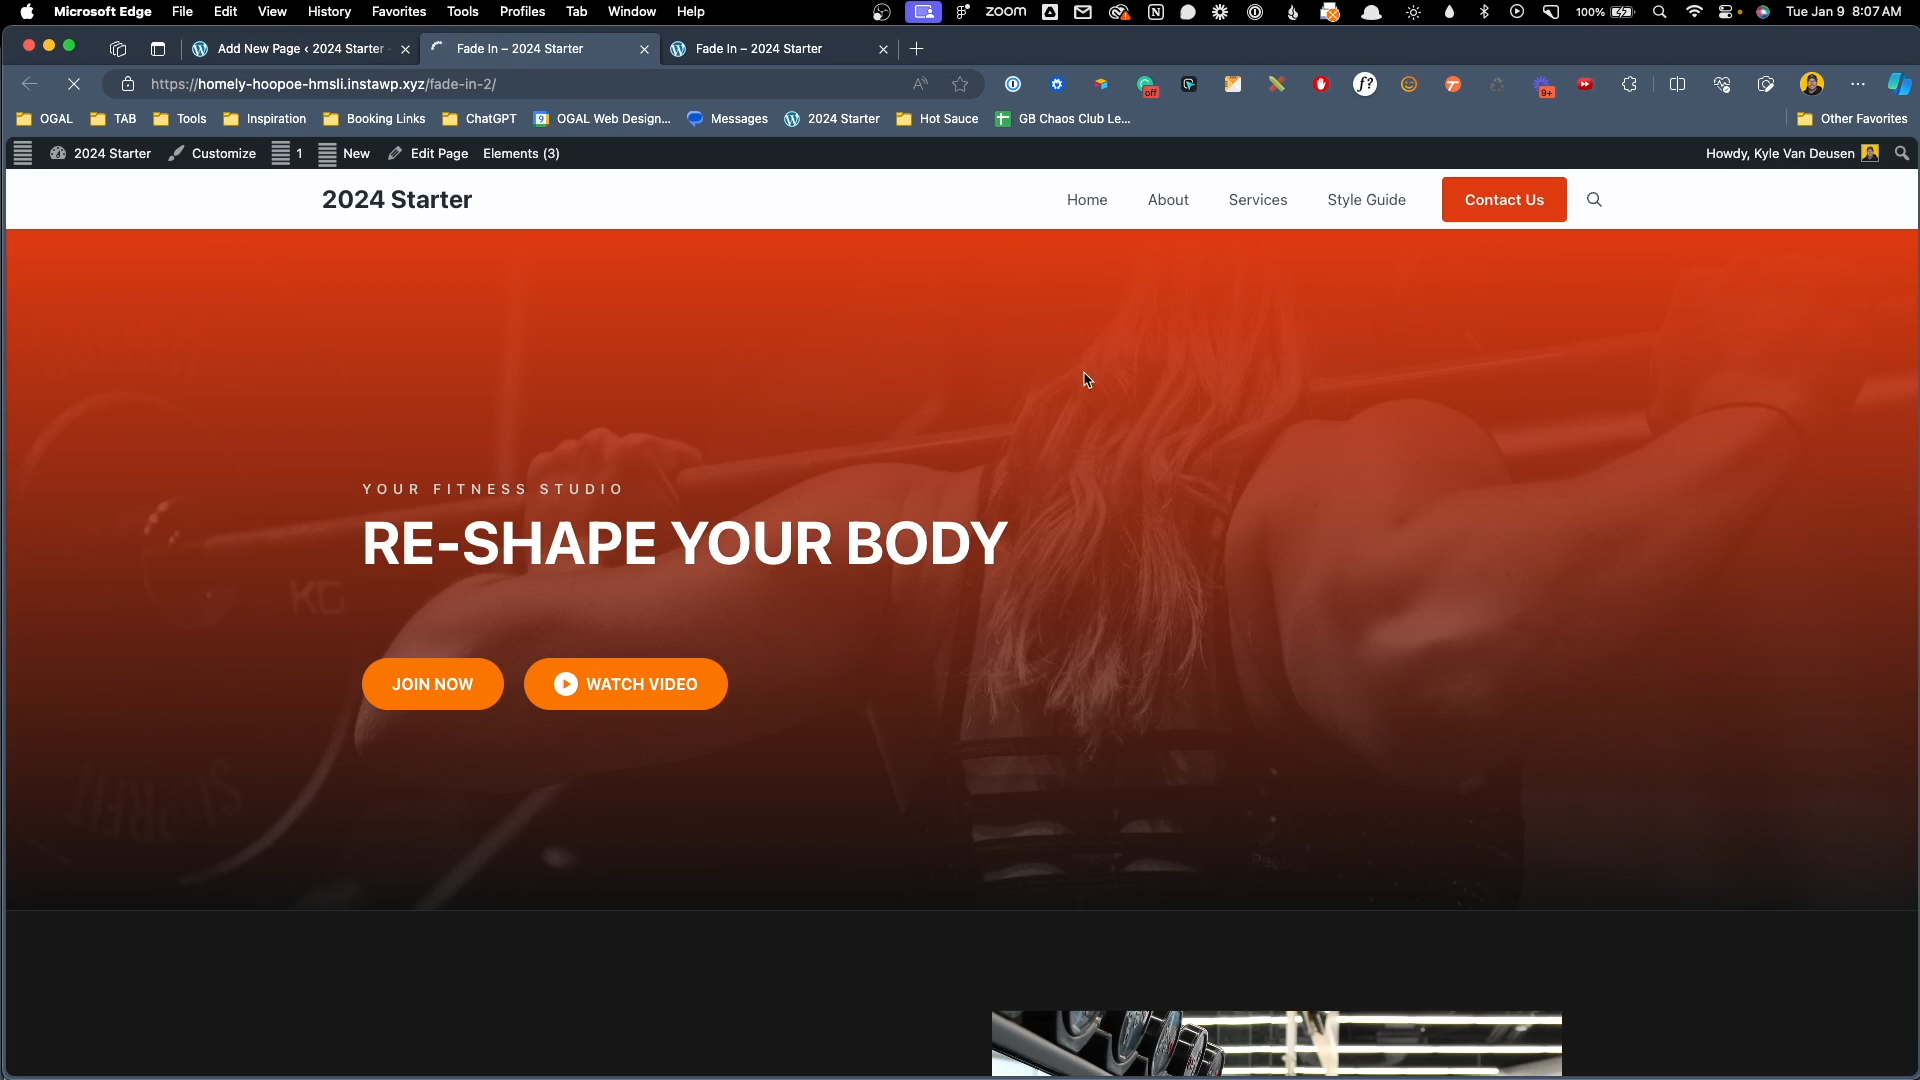 Microsoft Edge File Edit View History Favorites Tools Profiles Tab Window Help zoom 100% Tue Jan 9 8:07 AM
Add New Page ‹ 2024 Starter Fade In – 2024 Starter Fade In – 2024 Starter
https://homely-hoopoe-hmsli.instawp.xyz/fade-in-2/ off f? 9+
OGAL TAB Tools Inspiration Booking Links ChatGPT 9 OGAL Web Design... Messages 2024 Starter Hot Sauce GB Chaos Club Le... Other Favorites
2024 Starter Customize 1 New Edit Page Elements (3) Howdy, Kyle Van Deusen
2024 Starter Home About Services Style Guide Contact Us
YOUR FITNESS STUDIO
RE-SHAPE YOUR BODY
KG
JOIN NOW WATCH VIDEO